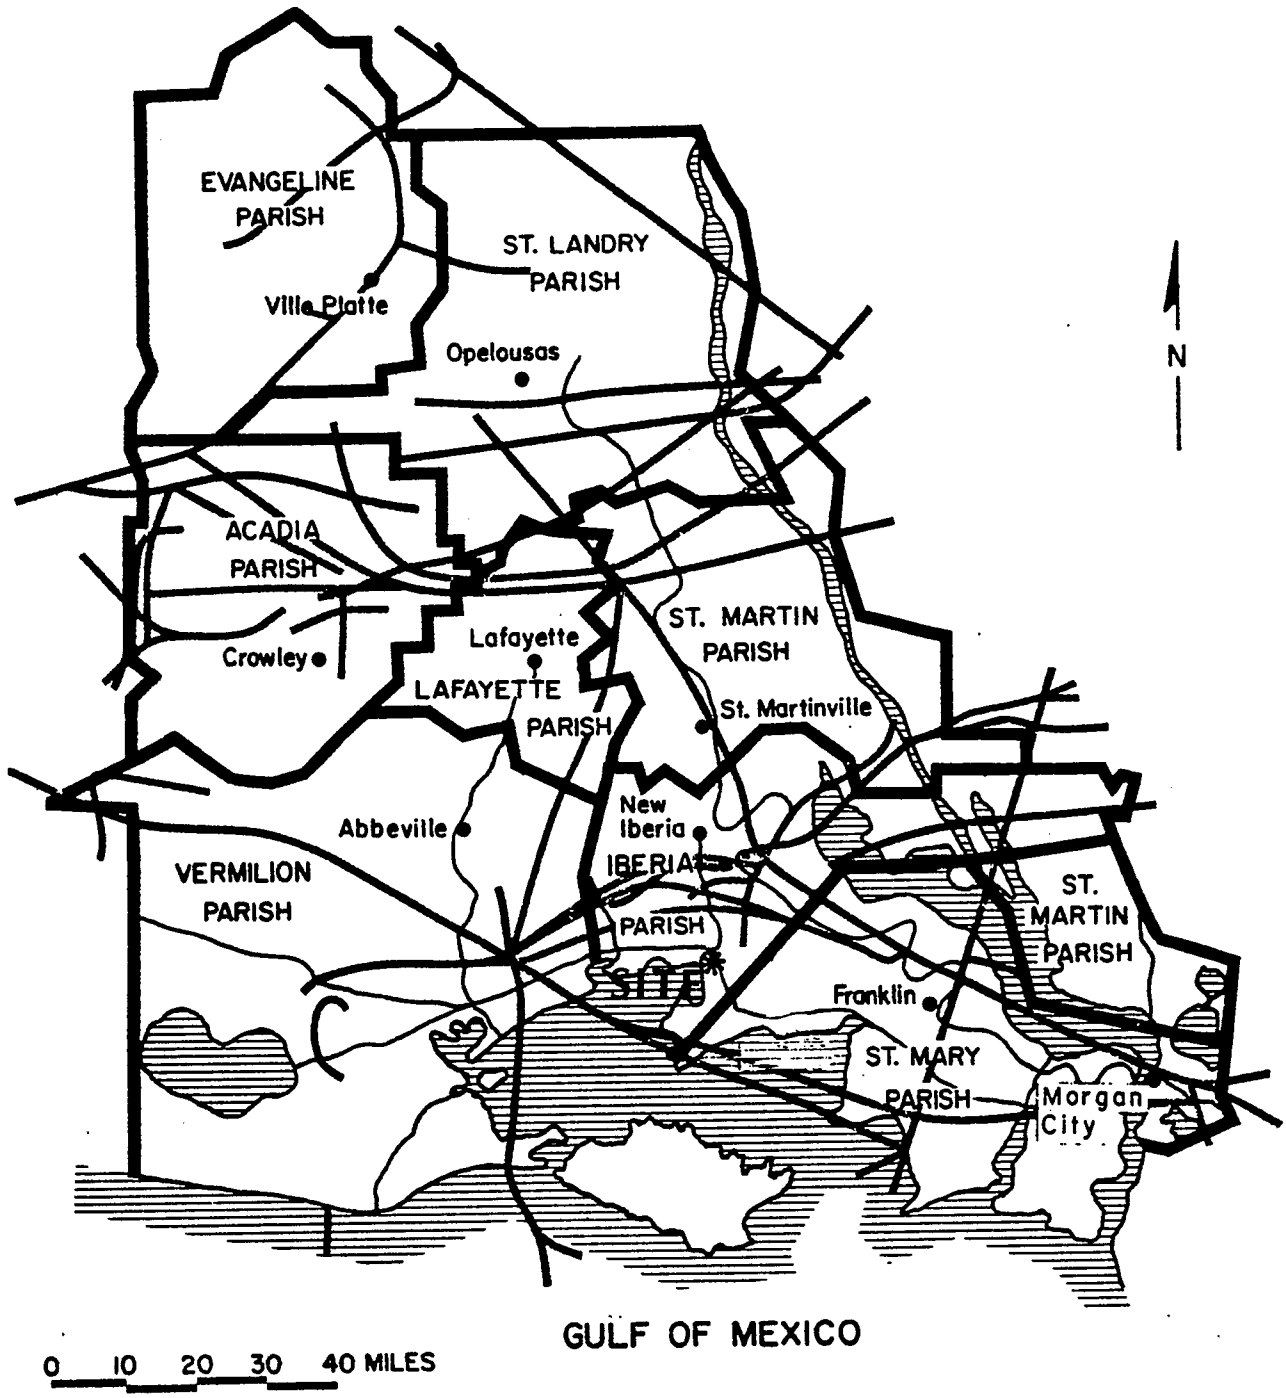 EVANGELINE
PARISH
ST. LANDRY
PARISH
Ville Platte
Opelousas
N
ACADIA
PARISH
Crowley
Lafayette
LAFAYETTE
PARISH
ST. MARTIN
PARISH
St. Martinville
New
Iberia
Abbeville
IBERIA
PARISH
VERMILION
PARISH
ST.
MARTIN
PARISH
SITE
Franklin
ST. MARY
PARISH
Morgan
City
GULF OF MEXICO
0 10 20 30 40 MILES